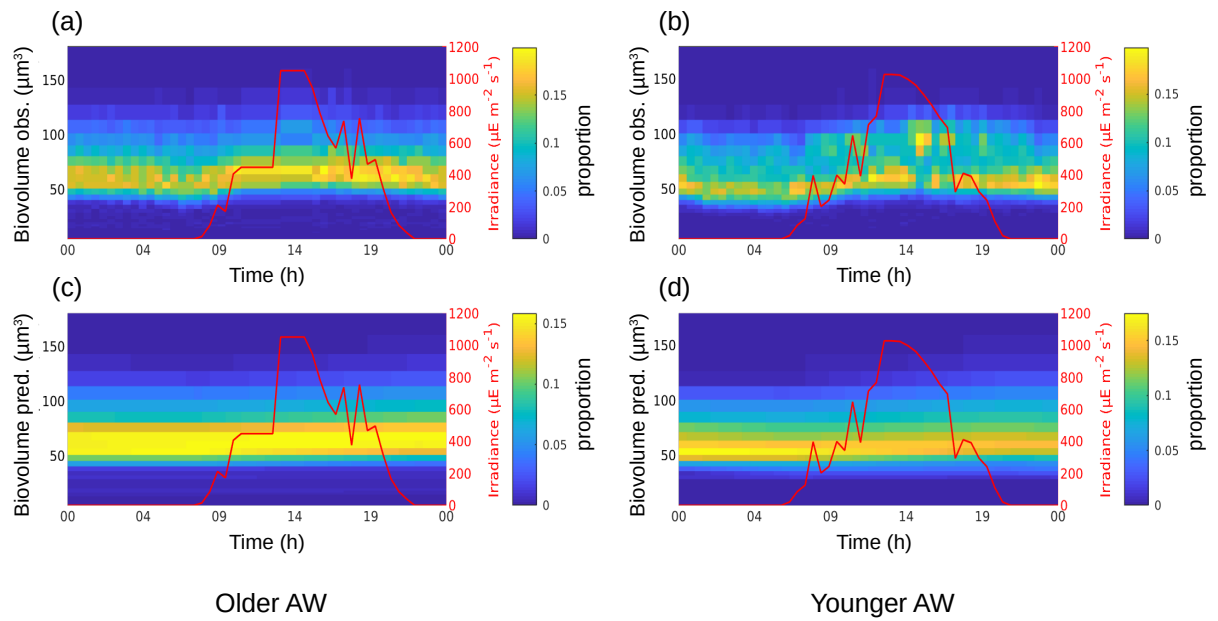 (a)
Biovolume obs. (µm³)
150
100
50
00 04 09 14 19 00
Time (h)
1200
1000
800
600
400
200
0
Irradiance (µE m⁻² s⁻¹)
0.15
0.1
0.05
0
proportion
(b)
Biovolume obs. (µm³)
150
100
50
00 04 09 14 19 00
Time (h)
1200
1000
800
600
400
200
0
Irradiance (µE m⁻² s⁻¹)
0.15
0.1
0.05
0
proportion
(c)
Biovolume pred. (µm³)
150
100
50
00 04 09 14 19 00
Time (h)
1200
1000
800
600
400
200
0
Irradiance (µE m⁻² s⁻¹)
0.15
0.1
0.05
0
proportion
(d)
Biovolume pred. (µm³)
150
100
50
00 04 09 14 19 00
Time (h)
1200
1000
800
600
400
200
0
Irradiance (µE m⁻² s⁻¹)
0.15
0.1
0.05
0
proportion
Older AW
Younger AW